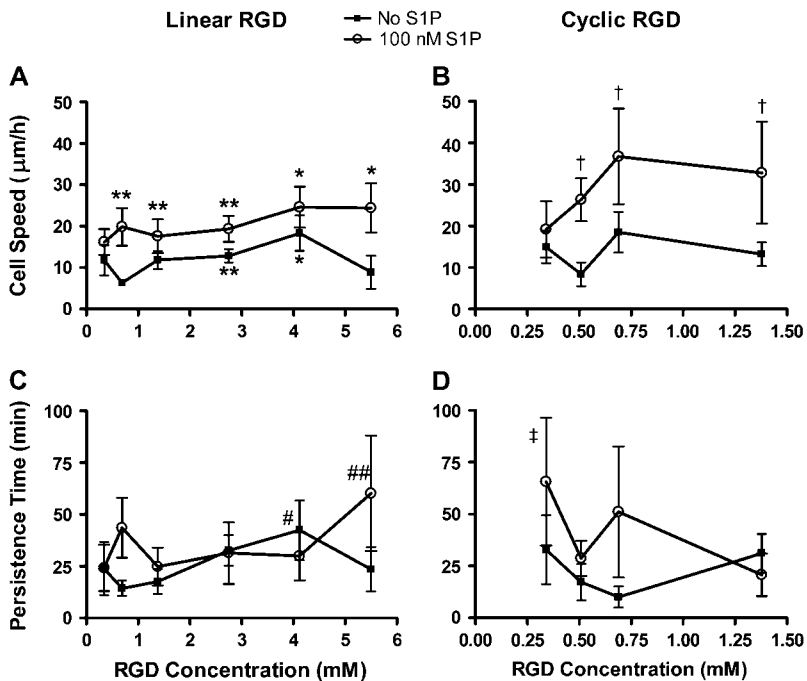 Linear RGD
No S1P
100 nM S1P
Cyclic RGD
A
Cell Speed ( μm/h)
50
40
30
20
10
0
** ** ** * *
** *
0 1 2 3 4 5 6
B
50
40
30
20
10
0
† † †
0.00 0.25 0.50 0.75 1.00 1.25 1.50
C
Persistence Time (min)
100
75
50
25
0
# ##
0 1 2 3 4 5 6
RGD Concentration (mM)
D
100
75
50
25
0
‡
0.00 0.25 0.50 0.75 1.00 1.25 1.50
RGD Concentration (mM)